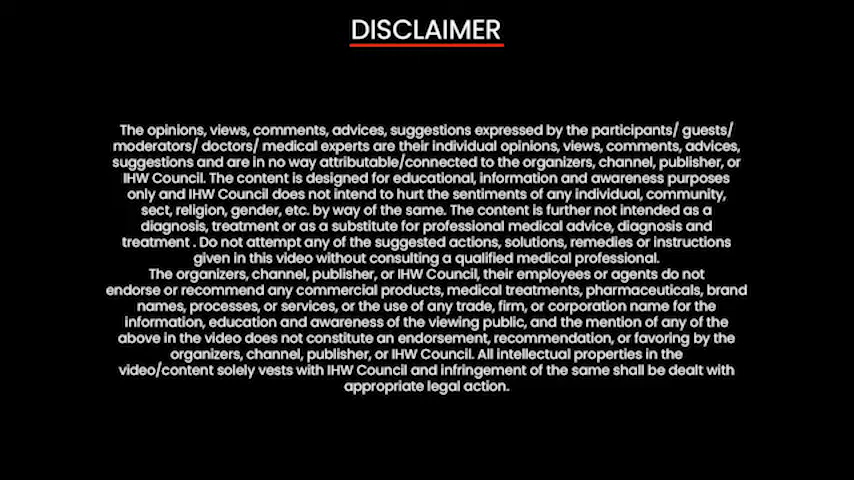 DISCLAIMER
The opinions, views, comments, advices, suggestions expressed by the participants/ guests/
moderators/ doctors/ medical experts are their individual opinions, views, comments, advices,
suggestions and are in no way attributable/connected to the organizers, channel, publisher, or
IHW Council. The content is designed for educational, information and awareness purposes
only and IHW Council does not intend to hurt the sentiments of any individual, community,
sect, religion, gender, etc. by way of the same. The content is further not intended as a
diagnosis, treatment or as a substitute for professional medical advice, diagnosis and
treatment . Do not attempt any of the suggested actions, solutions, remedies or instructions
given in this video without consulting a qualified medical professional.
The organizers, channel, publisher, or IHW Council, their employees or agents do not
endorse or recommend any commercial products, medical treatments, pharmaceuticals, brand
names, processes, or services, or the use of any trade, firm, or corporation name for the
information, education and awareness of the viewing public, and the mention of any of the
above in the video does not constitute an endorsement, recommendation, or favoring by the
organizers, channel, publisher, or IHW Council. All intellectual properties in the
video/content solely vests with IHW Council and infringement of the same shall be dealt with
appropriate legal action.